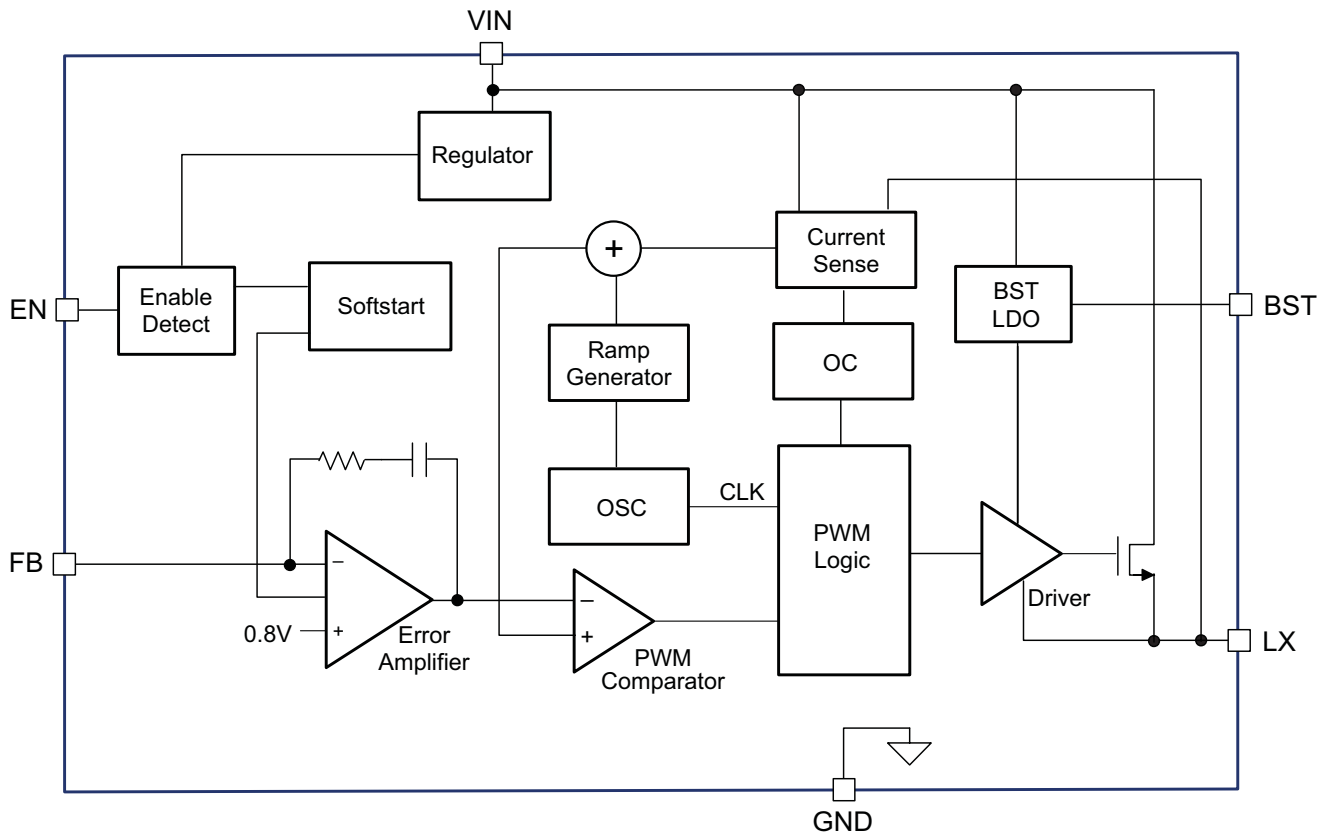 VIN
Regulator
+
Current
Sense
EN
Enable
Detect
Softstart
BST
LDO
BST
Ramp
Generator
OC
OSC
CLK
PWM
Logic
FB
−
0.8V
+
Error
Amplifier
−
+
PWM
Comparator
Driver
LX
GND